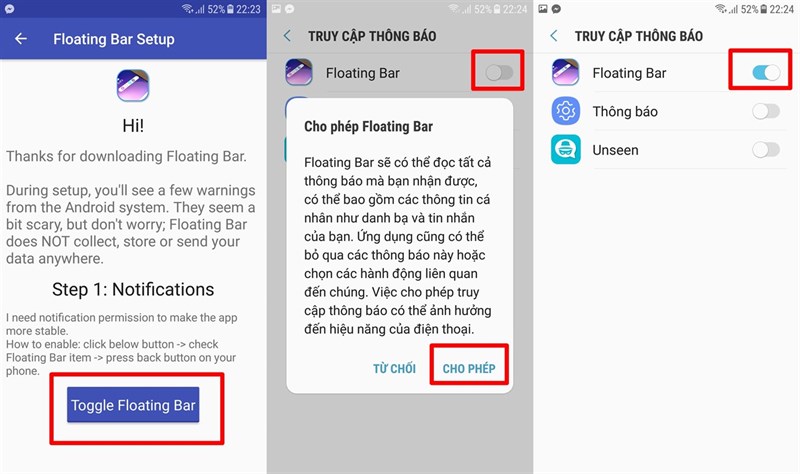 52% 22:23
Floating Bar Setup
Hi!
Thanks for downloading Floating Bar.
During setup, you'll see a few warnings
from the Android system. They seem a
bit scary, but don't worry; Floating Bar
does NOT collect, store or send your
data anywhere.
Step 1: Notifications
I need notification permission to make the app
more stable.
How to enable: click below button -> check
Floating Bar item -> press back button on your
phone.
Toggle Floating Bar
52% 22:24
TRUY CẬP THÔNG BÁO
Floating Bar
Cho phép Floating Bar
Floating Bar sẽ có thể đọc tất cả
thông báo mà bạn nhận được,
có thể bao gồm các thông tin cá
nhân như danh bạ và tin nhắn
của bạn. Ứng dụng cũng có thể
bỏ qua các thông báo này hoặc
chọn các hành động liên quan
đến chúng. Việc cho phép truy
cập thông báo có thể ảnh hưởng
đến hiệu năng của điện thoại.
TỪ CHỐI CHO PHÉP
52% 22:24
TRUY CẬP THÔNG BÁO
Floating Bar
Thông báo
Unseen